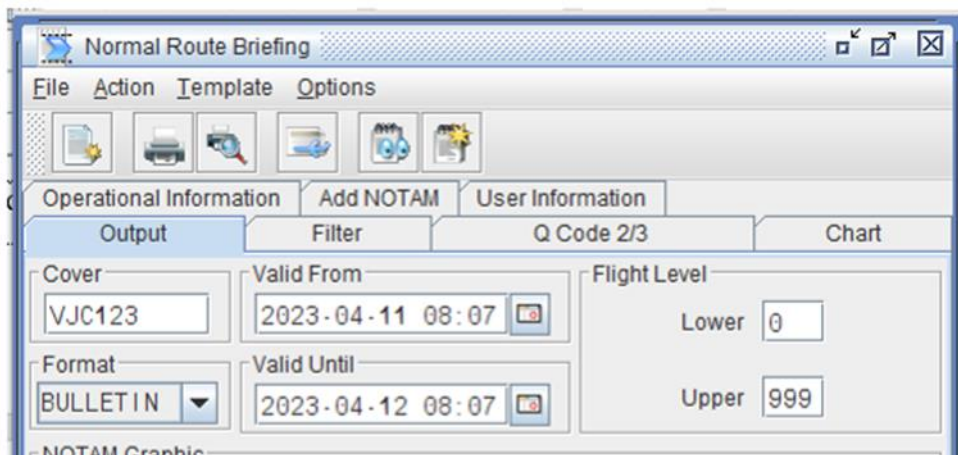 Normal Route Briefing
File Action Template Options
Operational Information Add NOTAM User Information
Output Filter Q Code 2/3 Chart
Cover Valid From Flight Level
VJC123 2023-04-11 08:07 Lower 0
Format Valid Until
BULLETIN 2023-04-12 08:07 Upper 999
NOTAM Graphic